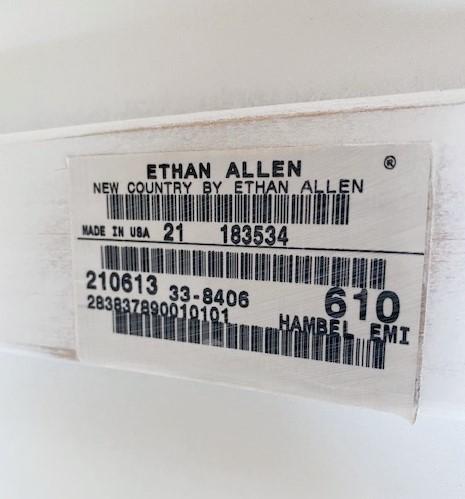 ETHAN ALLEN ®
NEW COUNTRY BY ETHAN ALLEN
MADE IN USA 21 183534
210613 33-8406 610
283837890010101 HAMBEL EMI